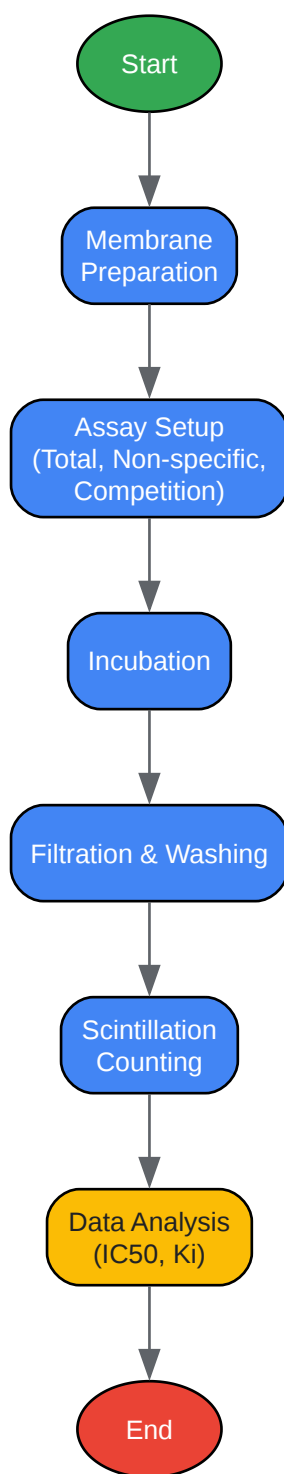 Start
Membrane
Preparation
Assay Setup
(Total, Non-specific,
Competition)
Incubation
Filtration & Washing
Scintillation
Counting
Data Analysis
(IC50, Ki)
End